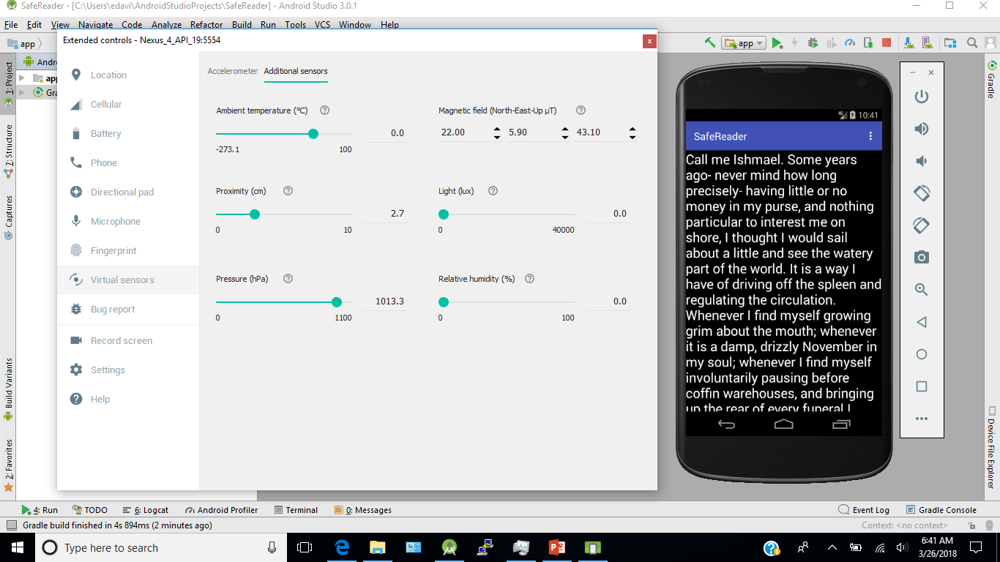 SafeReader - [C:\Users\edavi\AndroidStudioProjects\SafeReader] - Android Studio 3.0.1
File Edit View Navigate Code Analyze Refactor Build Run Tools VCS Window Help
app
app
Extended controls - Nexus_4_API_19:5554
x
1: Project
7: Structure
Captures
Build Variants
2: Favorites
Andro
app
Gra
Location
Cellular
Battery
Phone
Directional pad
Microphone
Fingerprint
Virtual sensors
Bug report
Record screen
Settings
Help
Accelerometer Additional sensors
Ambient temperature (°C) ?
0.0
-273.1 100
Magnetic field (North-East-Up µT) ?
22.00 5.90 43.10
Proximity (cm) ?
2.7
0 10
Light (lux) ?
0.0
0 40000
Pressure (hPa) ?
1013.3
0 1100
Relative humidity (%) ?
0.0
0 100
4G 10:41
SafeReader
Call me Ishmael. Some years
ago- never mind how long
precisely- having little or no
money in my purse, and nothing
particular to interest me on
shore, I thought I would sail
about a little and see the watery
part of the world. It is a way I
have of driving off the spleen and
regulating the circulation.
Whenever I find myself growing
grim about the mouth; whenever
it is a damp, drizzly November in
my soul; whenever I find myself
involuntarily pausing before
coffin warehouses, and bringing
up the rear of every funeral I
Gradle
Device File Explorer
4: Run TODO 6: Logcat Android Profiler Terminal 0: Messages Event Log Gradle Console
Gradle build finished in 4s 894ms (2 minutes ago) Context: <no context>
Type here to search
6:41 AM
3/26/2018